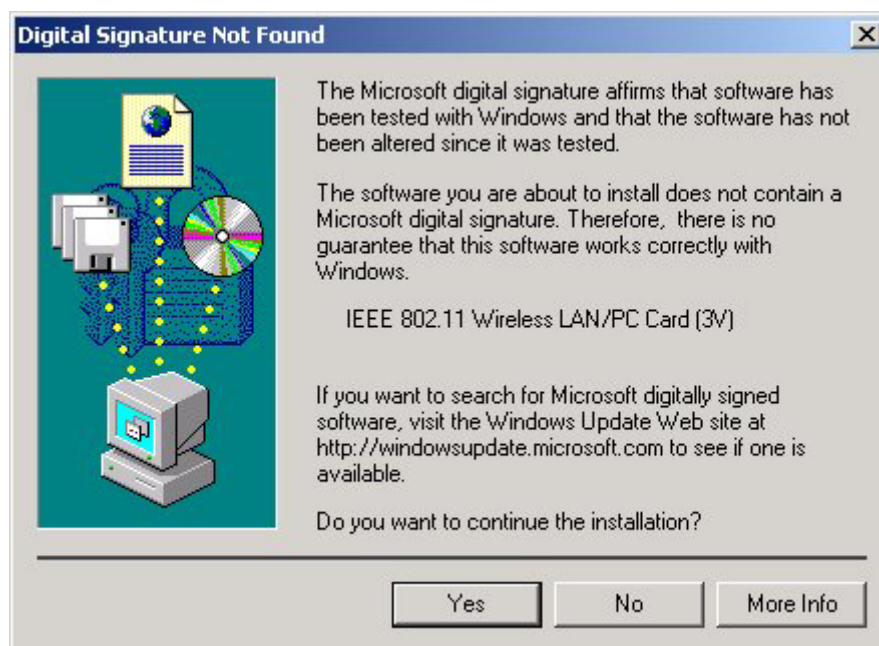 Digital Signature Not Found
The Microsoft digital signature affirms that software has
been tested with Windows and that the software has not
been altered since it was tested.
The software you are about to install does not contain a
Microsoft digital signature. Therefore,  there is no
guarantee that this software works correctly with
Windows.
IEEE 802.11 Wireless LAN/PC Card (3V)
If you want to search for Microsoft digitally signed
software, visit the Windows Update Web site at
http://windowsupdate.microsoft.com to see if one is
available.
Do you want to continue the installation?
Yes No More Info